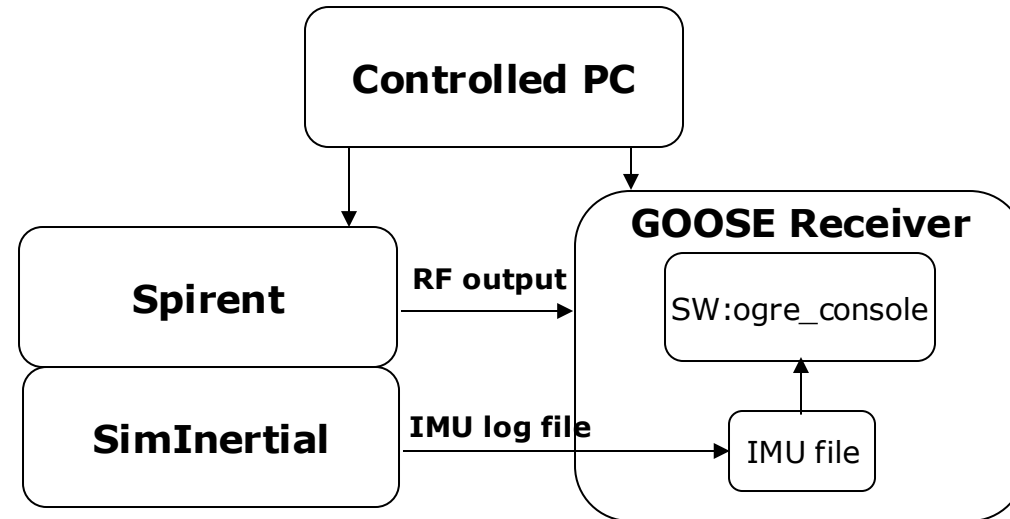 Controlled PC
GOOSE Receiver
Spirent
RF output
SW:ogre_console
SimInertial
IMU log file
IMU file